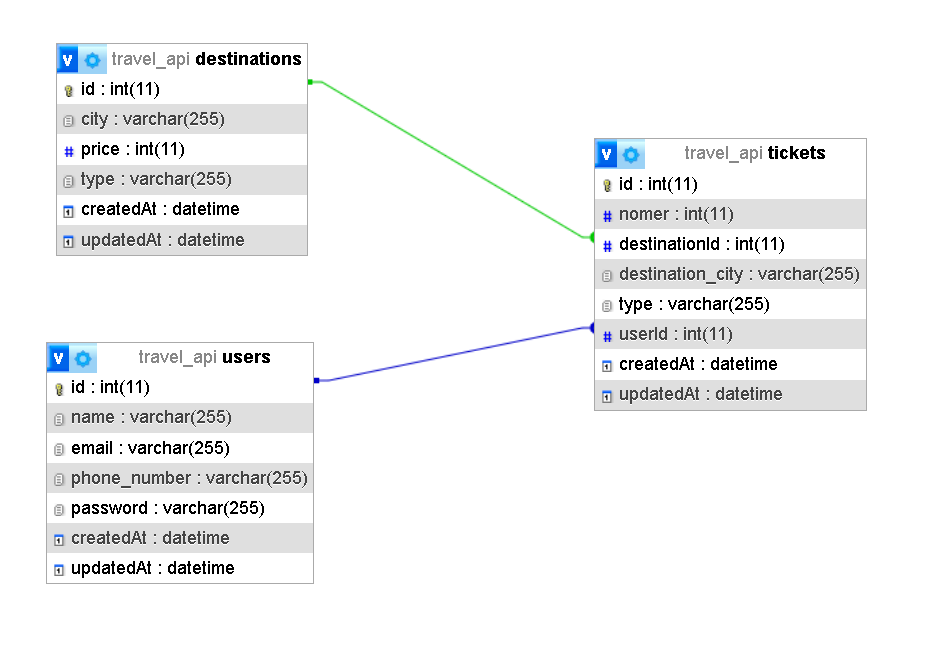 v travel_api destinations
id : int(11)
city : varchar(255)
# price : int(11)
type : varchar(255)
createdAt : datetime
updatedAt : datetime
v travel_api users
id : int(11)
name : varchar(255)
email : varchar(255)
phone_number : varchar(255)
password : varchar(255)
createdAt : datetime
updatedAt : datetime
v travel_api tickets
id : int(11)
# nomer : int(11)
# destinationId : int(11)
destination_city : varchar(255)
type : varchar(255)
# userId : int(11)
createdAt : datetime
updatedAt : datetime